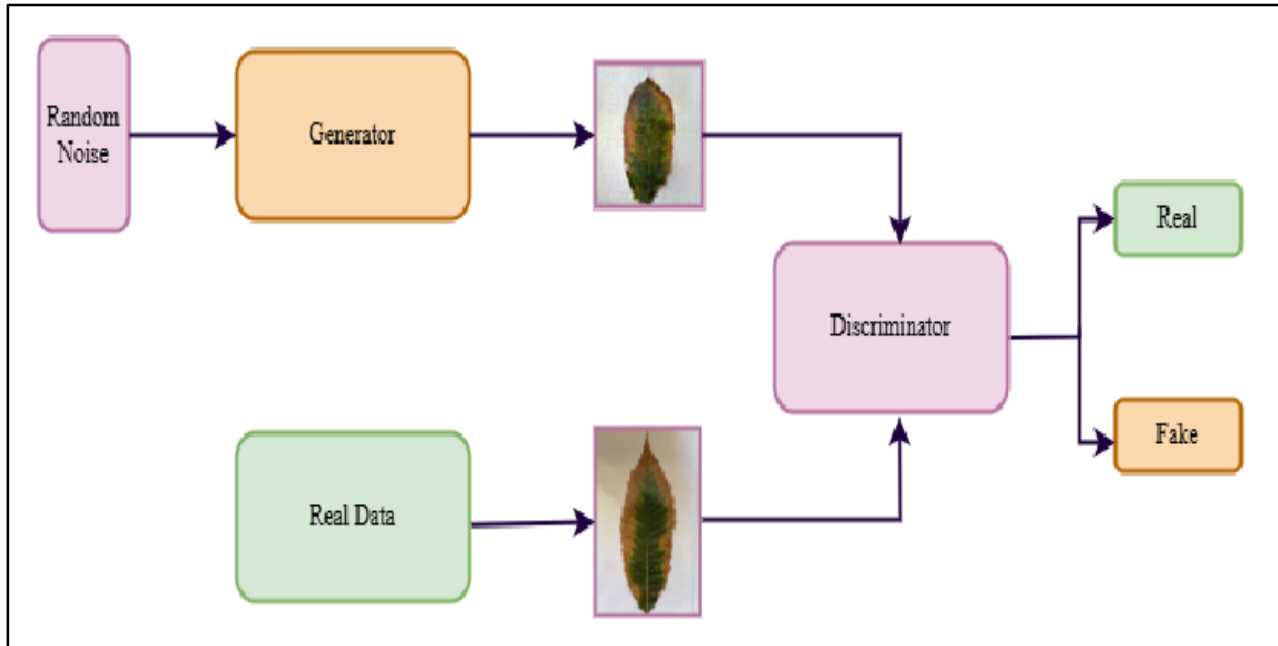 Random
Noise
Generator
Real
Discriminator
Fake
Real Data